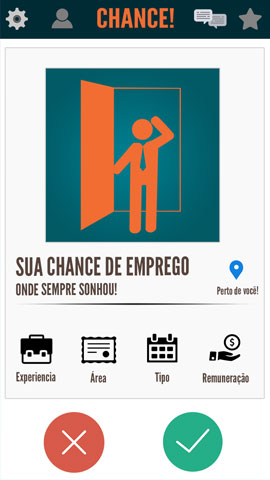 CHANCE!
SUA CHANCE DE EMPREGO
ONDE SEMPRE SONHOU!
Perto de você!
Experiencia
Área
Tipo
Remuneração